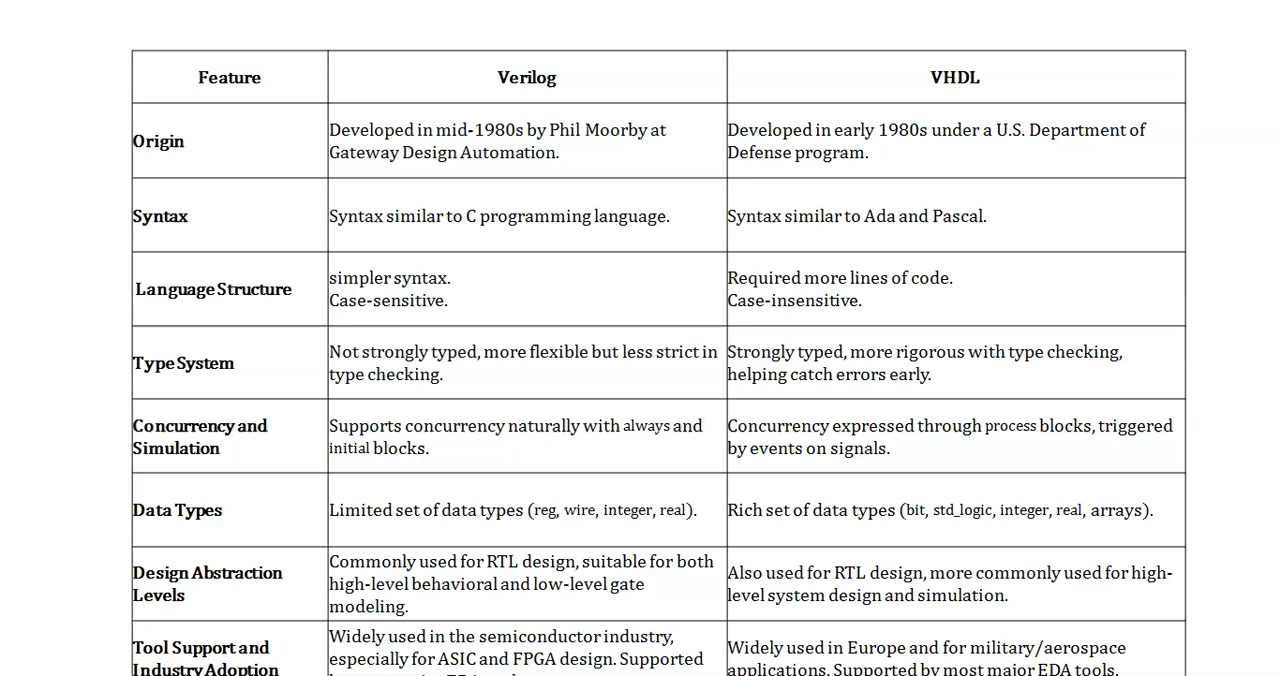 Feature Verilog VHDL
Origin
Developed in mid-1980s by Phil Moorby at
Gateway Design Automation.
Developed in early 1980s under a U.S. Department of
Defense program.
Syntax
Syntax similar to C programming language.
Syntax similar to Ada and Pascal.
Language Structure
simpler syntax.
Case-sensitive.
Required more lines of code.
Case-insensitive.
Type System
Not strongly typed, more flexible but less strict in
type checking.
Strongly typed, more rigorous with type checking,
helping catch errors early.
Concurrency and
Simulation
Supports concurrency naturally with always and
initial blocks.
Concurrency expressed through process blocks, triggered
by events on signals.
Data Types
Limited set of data types (reg, wire, integer, real).
Rich set of data types (bit, std_logic, integer, real, arrays).
Design Abstraction
Levels
Commonly used for RTL design, suitable for both
high-level behavioral and low-level gate
modeling.
Also used for RTL design, more commonly used for high-
level system design and simulation.
Tool Support and
Industry Adoption
Widely used in the semiconductor industry,
especially for ASIC and FPGA design. Supported
Widely used in Europe and for military/aerospace
applications. Supported by most major EDA tools.